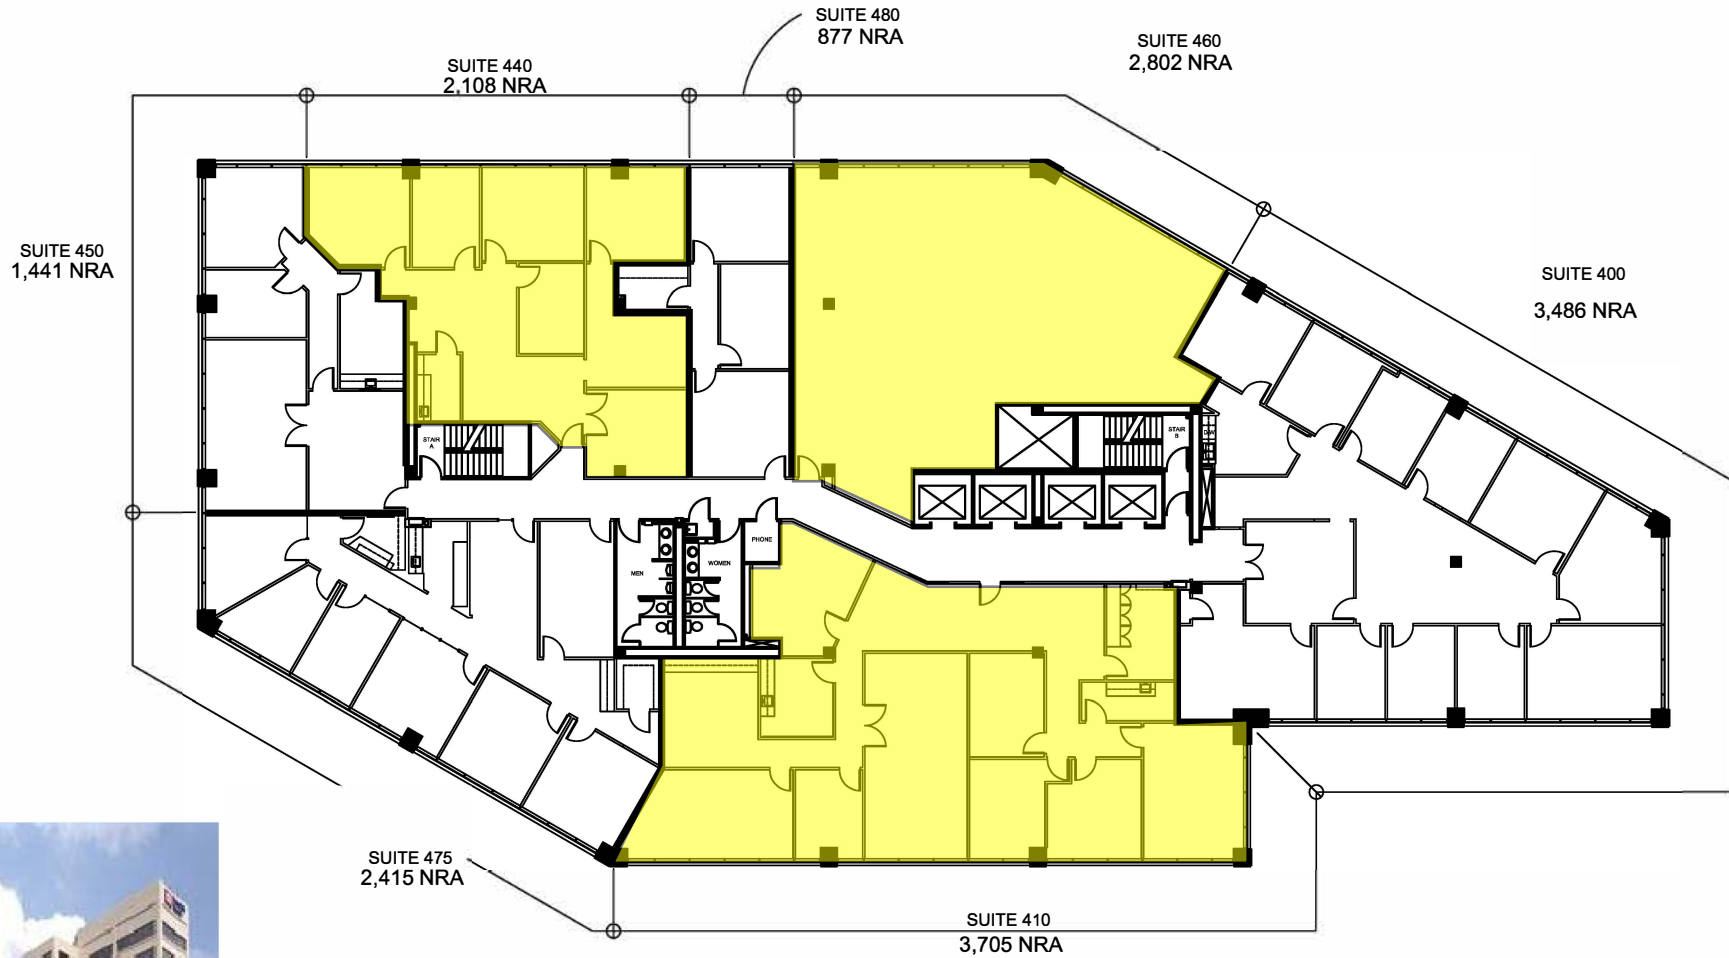 SUITE 480
877 NRA
SUITE 460
2,802 NRA
SUITE 440
2,108 NRA
SUITE 450
1,441 NRA
SUITE 400
3,486 NRA
STAIR
A
STAIR
B
D/W
PHONE
MEN
WOMEN
SUITE 475
2,415 NRA
SUITE 410
3,705 NRA